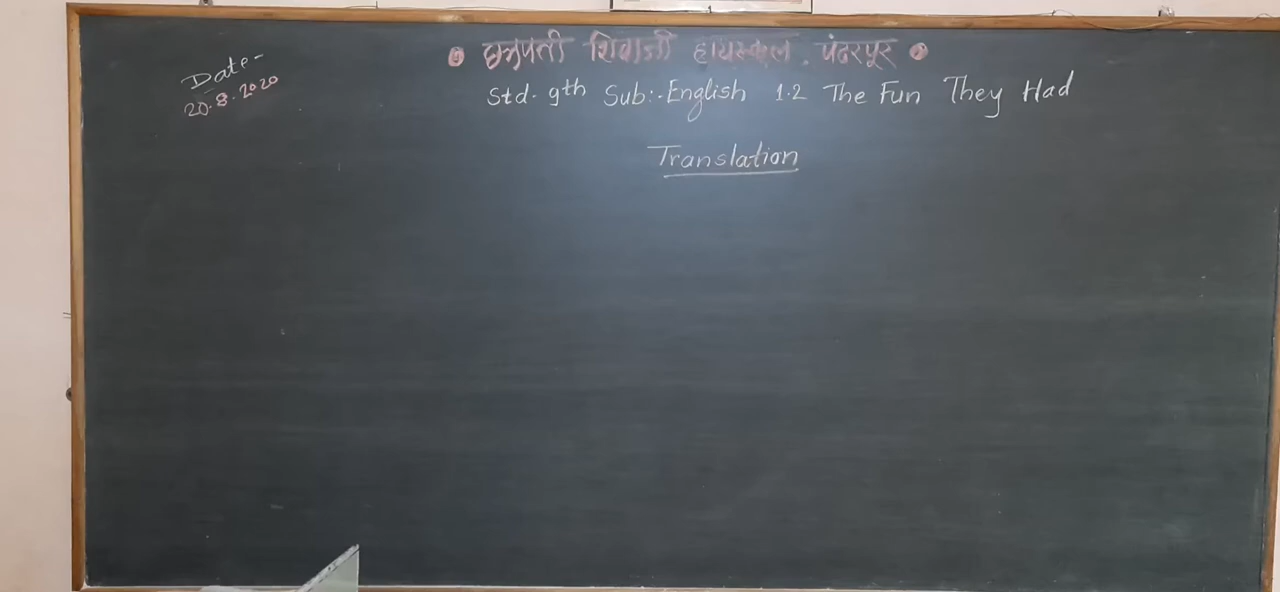 Date-
20.8.2020
छत्रपती शिवाजी हायस्कूल, पंढरपूर
Std. 9th Sub:- English 1.2 The Fun They Had
Translation